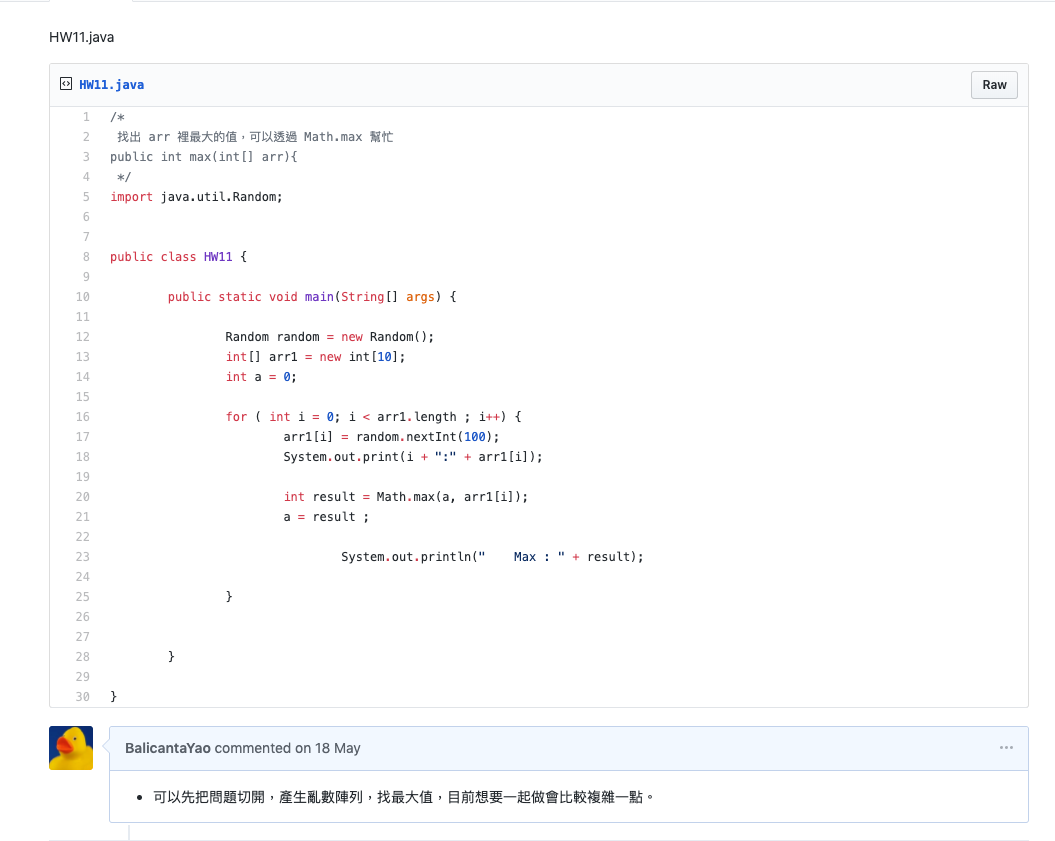 HW11.java
HW11.java
Raw
1 /*
2 找出 arr 裡最大的值，可以透過 Math.max 幫忙
3 public int max(int[] arr){
4 */
5 import java.util.Random;
6
7
8 public class HW11 {
9
10 public static void main(String[] args) {
11
12 Random random = new Random();
13 int[] arr1 = new int[10];
14 int a = 0;
15
16 for ( int i = 0; i < arr1.length ; i++) {
17 arr1[i] = random.nextInt(100);
18 System.out.print(i + ":" + arr1[i]);
19
20 int result = Math.max(a, arr1[i]);
21 a = result ;
22
23 System.out.println("    Max : " + result);
24
25 }
26
27
28 }
29
30 }
BalicantaYao commented on 18 May
• 可以先把問題切開，產生亂數陣列，找最大值，目前想要一起做會比較複雜一點。